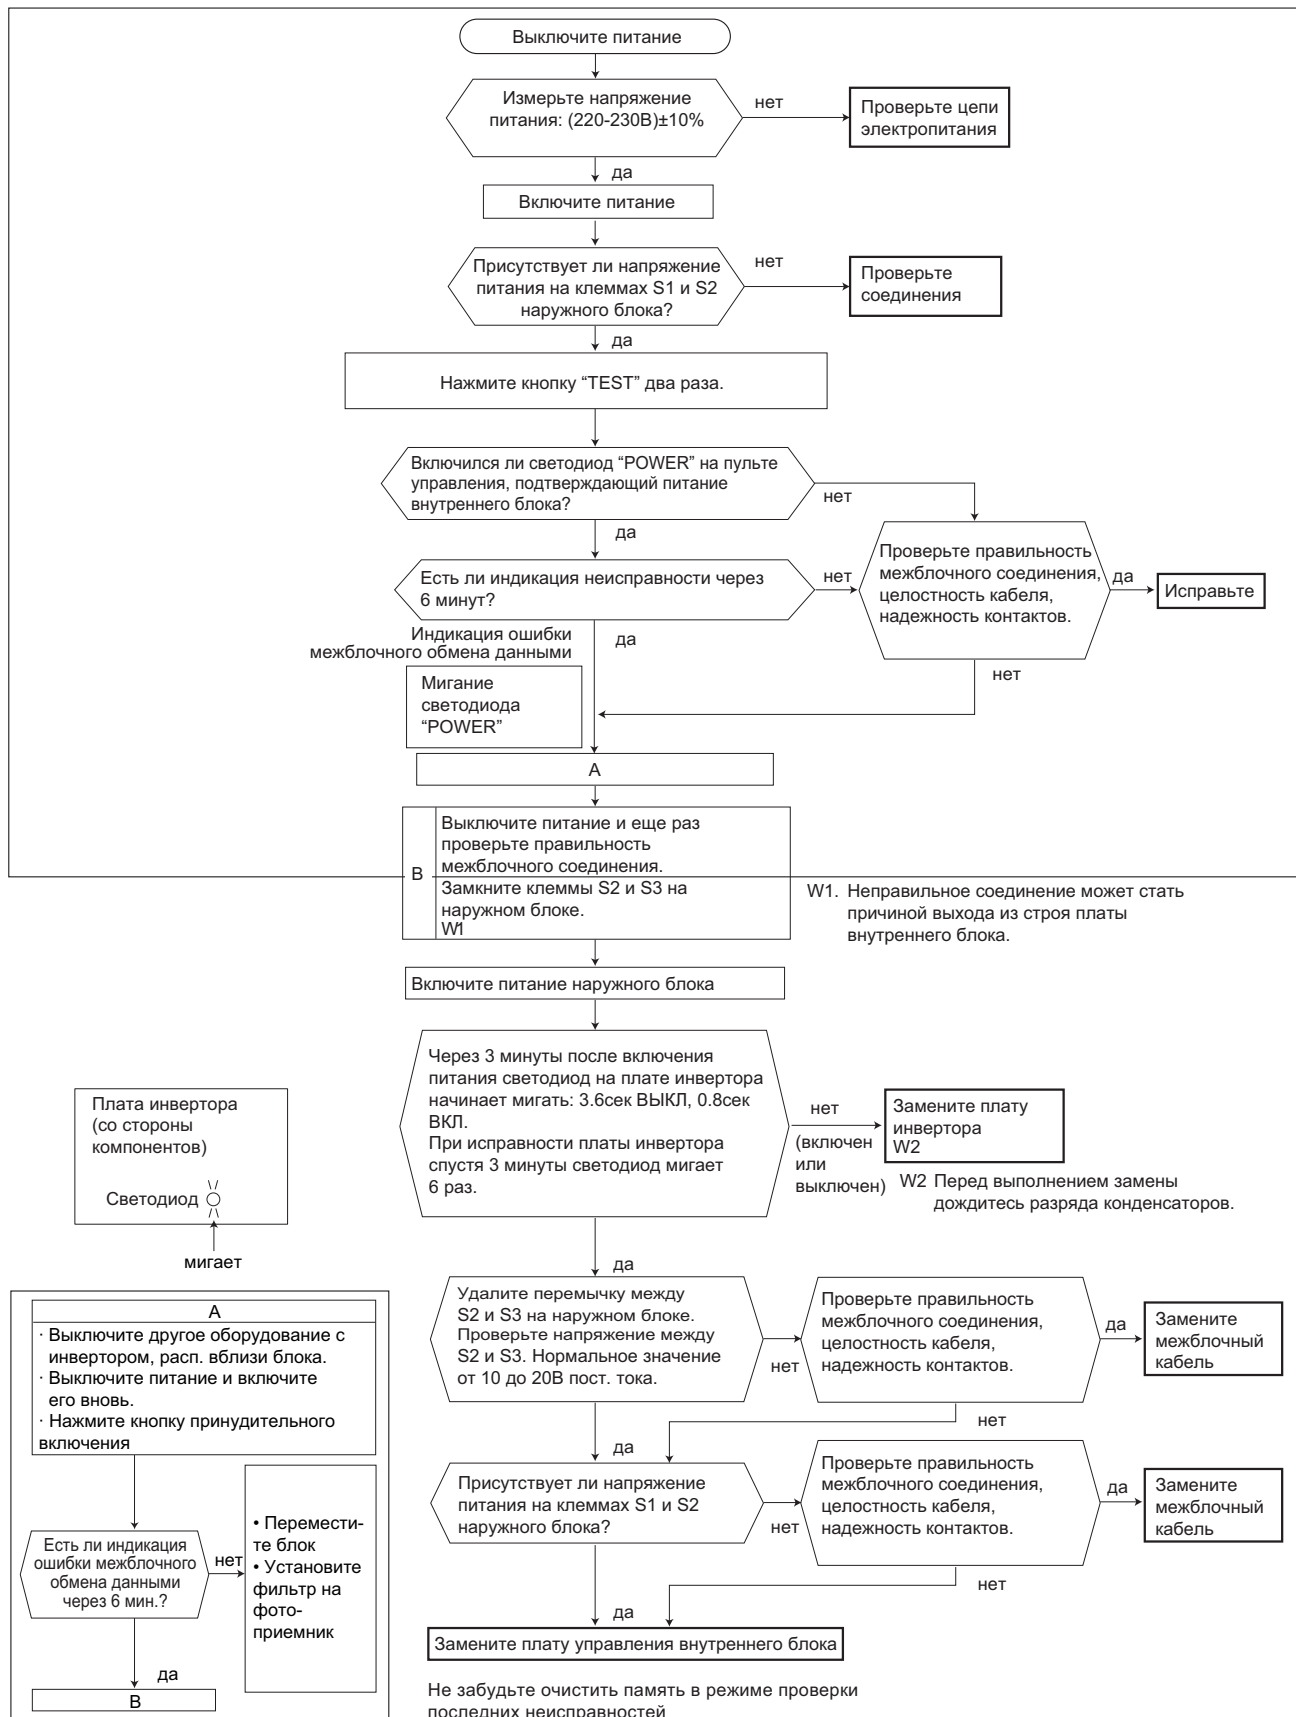 Выключите питание
Измерьте напряжение
питания: (220-230В)±10%
нет
Проверьте цепи
электропитания
да
Включите питание
Присутствует ли напряжение
питания на клеммах S1 и S2
наружного блока?
нет
Проверьте
соединения
да
Нажмите кнопку “TEST” два раза.
Включился ли светодиод “POWER” на пульте
управления, подтверждающий питание
внутреннего блока?
нет
да
Проверьте правильность
межблочного соединения,
целостность кабеля,
надежность контактов.
да
Исправьте
Есть ли индикация неисправности через
6 минут?
нет
Индикация ошибки
межблочного обмена данными
да
нет
Мигание
светодиода
“POWER”
A
B
Выключите питание и еще раз
проверьте правильность
межблочного соединения.
Замкните клеммы S2 и S3 на
наружном блоке.
W1
W1. Неправильное соединение может стать
причиной выхода из строя платы
внутреннего блока.
Включите питание наружного блока
Через 3 минуты после включения
питания светодиод на плате инвертора
начинает мигать: 3.6сек ВЫКЛ, 0.8сек
ВКЛ.
При исправности платы инвертора
спустя 3 минуты светодиод мигает
6 раз.
нет
(включен
или
выключен)
Замените плату
инвертора
W2
W2 Перед выполнением замены
дождитесь разряда конденсаторов.
Плата инвертора
(со стороны
компонентов)
Светодиод
мигает
да
Удалите перемычку между
S2 и S3 на наружном блоке.
Проверьте напряжение между
S2 и S3. Нормальное значение
от 10 до 20В пост. тока.
нет
Проверьте правильность
межблочного соединения,
целостность кабеля,
надежность контактов.
да
Замените
межблочный
кабель
нет
да
Присутствует ли напряжение
питания на клеммах S1 и S2
наружного блока?
нет
Проверьте правильность
межблочного соединения,
целостность кабеля,
надежность контактов.
да
Замените
межблочный
кабель
нет
да
Замените плату управления внутреннего блока
Не забудьте очистить память в режиме проверки
последних неисправностей
A
· Выключите другое оборудование с
инвертором, расп. вблизи блока.
· Выключите питание и включите
его вновь.
· Нажмите кнопку принудительного
включения
Есть ли индикация
ошибки межблочного
обмена данными
через 6 мин.?
нет
• Перемести-
те блок
• Установите
фильтр на
фото-
приемник
да
B